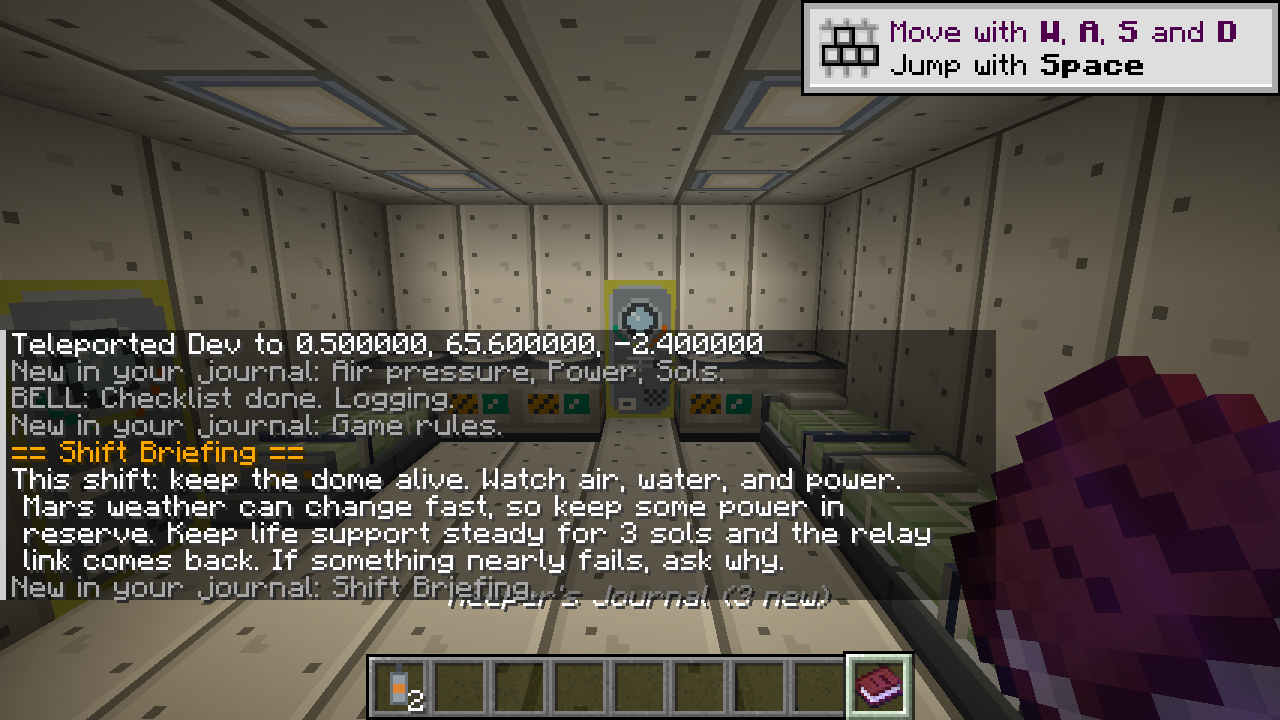 Move with W, A, S and D
Jump with Space
Teleported Dev to 0.500000, 65.600000, -2.400000
New in your journal: Air pressure, Power, Sols.
BELL: Checklist done. Logging.
New in your journal: Game rules.
== Shift Briefing ==
This shift: keep the dome alive. Watch air, water, and power.
Mars weather can change fast, so keep some power in
reserve. Keep life support steady for 3 sols and the relay
link comes back. If something nearly fails, ask why.
New in your journal: Shift Briefing.
Keeper's Journal (3 new)
2